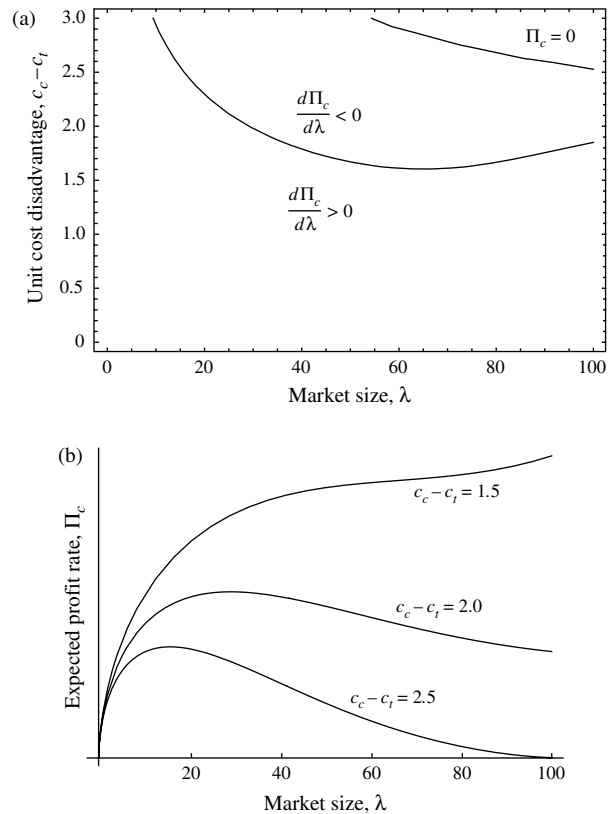 (a)
3.0
2.5
2.0
1.5
1.0
0.5
0
Unit cost disadvantage, c_c – c_t
Π_c = 0
dΠ_c/dλ < 0
dΠ_c/dλ > 0
0 20 40 60 80 100
Market size, λ
(b)
Expected profit rate, Π_c
c_c – c_t = 1.5
c_c – c_t = 2.0
c_c – c_t = 2.5
20 40 60 80 100
Market size, λ